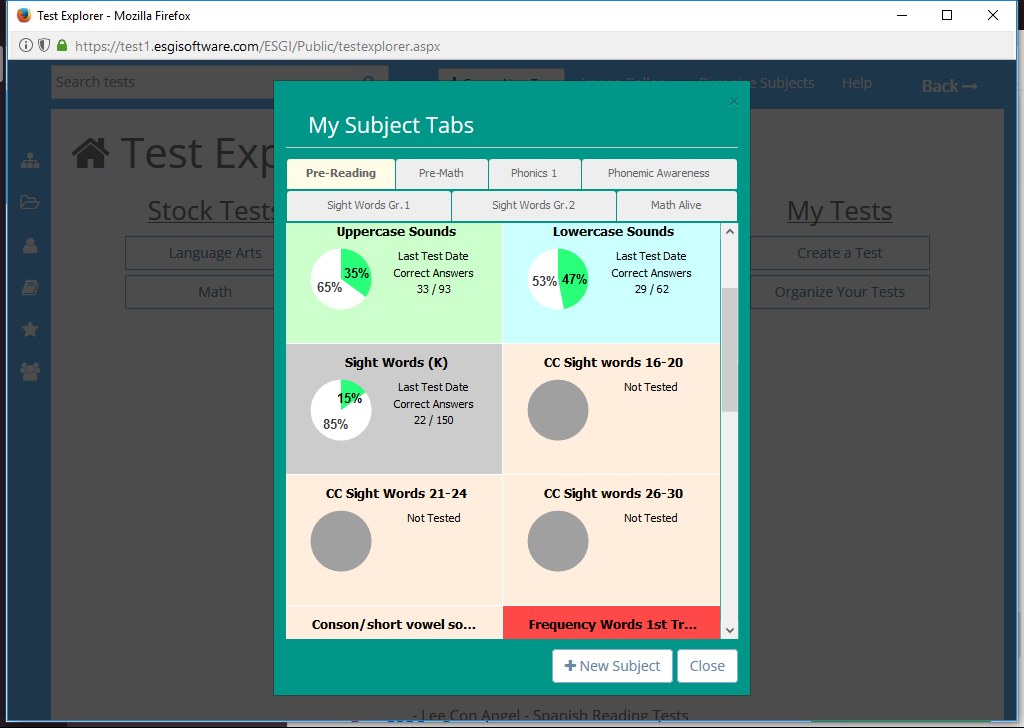 Test Explorer - Mozilla Firefox
https://test1.esgisoftware.com/ESGI/Public/testexplorer.aspx
Search tests
Subjects
Help
Back
Test Exp
Stock Tests
My Tests
Language Arts
Create a Test
Math
Organize Your Tests
My Subject Tabs
Pre-Reading
Pre-Math
Phonics 1
Phonemic Awareness
Sight Words Gr.1
Sight Words Gr.2
Math Alive
Uppercase Sounds
35%
65%
Last Test Date
Correct Answers
33 / 93
Lowercase Sounds
53%
47%
Last Test Date
Correct Answers
29 / 62
Sight Words (K)
15%
85%
Last Test Date
Correct Answers
22 / 150
CC Sight words 16-20
Not Tested
CC Sight Words 21-24
Not Tested
CC Sight words 26-30
Not Tested
Conson/short vowel so...
Frequency Words 1st Tr...
+ New Subject
Close
- Lee Con Angel - Spanish Reading Tests